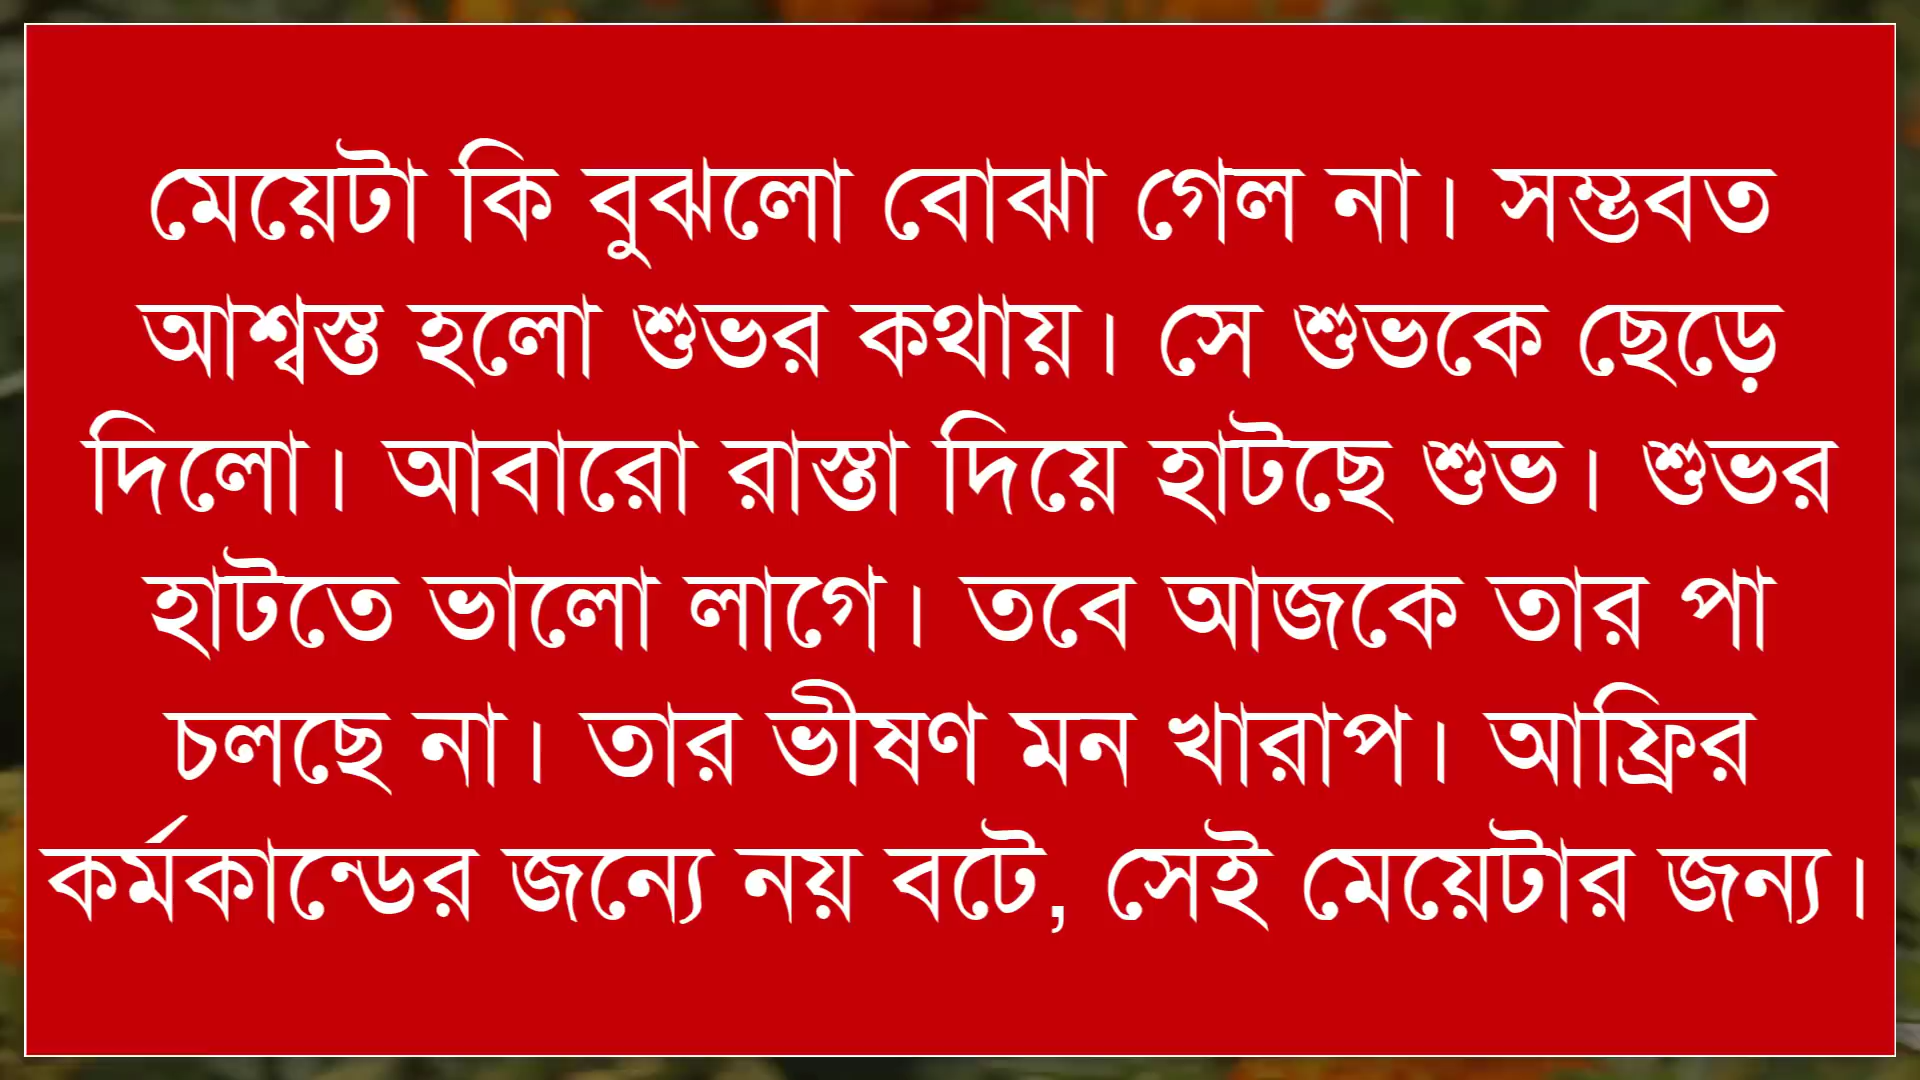 মেয়েটা কি বুঝলো বোঝা গেল না। সম্ভবত
আশ্বস্ত হলো শুভর কথায়। সে শুভকে ছেড়ে
দিলো। আবারো রাস্তা দিয়ে হাটছে শুভ। শুভর
হাটতে ভালো লাগে। তবে আজকে তার পা
চলছে না। তার ভীষণ মন খারাপ। আফ্রির
কর্মকান্ডের জন্যে নয় বটে, সেই মেয়েটার জন্য।